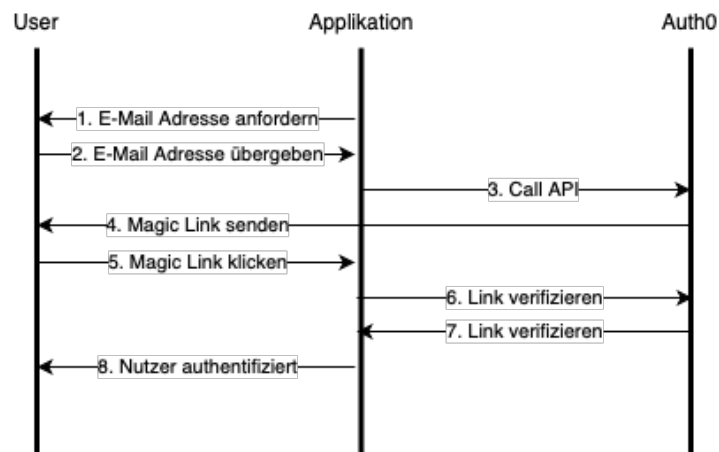 User
Applikation
Auth0
1. E-Mail Adresse anfordern
2. E-Mail Adresse übergeben
3. Call API
4. Magic Link senden
5. Magic Link klicken
6. Link verifizieren
7. Link verifizieren
8. Nutzer authentifiziert